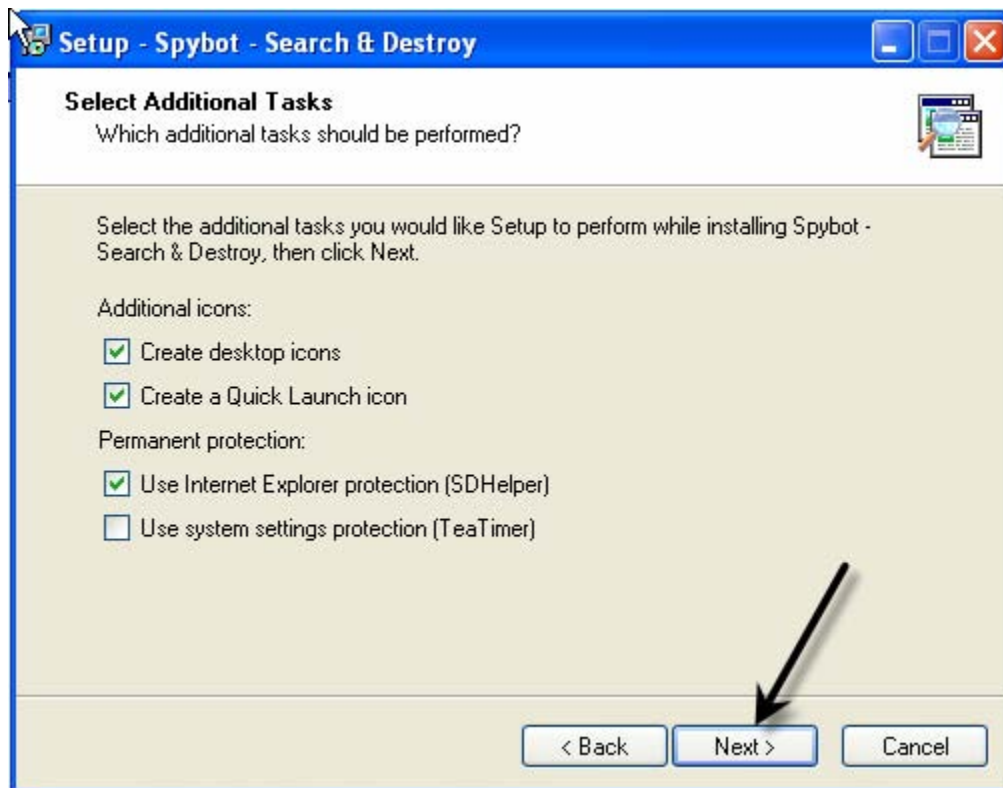 Setup - Spybot - Search & Destroy
Select Additional Tasks
Which additional tasks should be performed?
Select the additional tasks you would like Setup to perform while installing Spybot -
Search & Destroy, then click Next.
Additional icons:
Create desktop icons
Create a Quick Launch icon
Permanent protection:
Use Internet Explorer protection (SDHelper)
Use system settings protection (TeaTimer)
< Back
Next >
Cancel